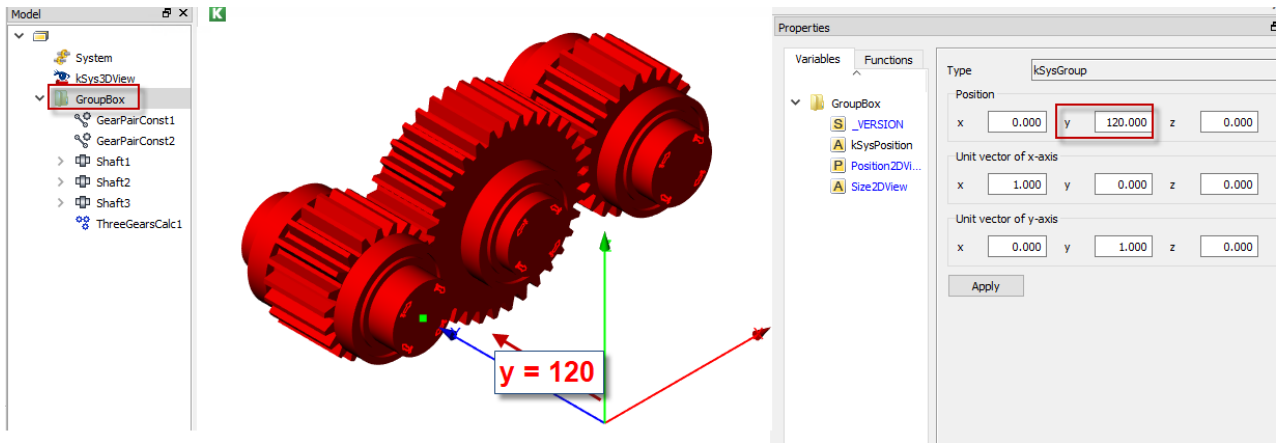 Model
K
System
kSys3DView
GroupBox
GearPairConst1
GearPairConst2
Shaft1
Shaft2
Shaft3
ThreeGearsCalc1
y = 120
Properties
Variables
Functions
GroupBox
S _VERSION
A kSysPosition
P Position2DVi...
A Size2DView
Type kSysGroup
Position
x 0.000 y 120.000 z 0.000
Unit vector of x-axis
x 1.000 y 0.000 z 0.000
Unit vector of y-axis
x 0.000 y 1.000 z 0.000
Apply